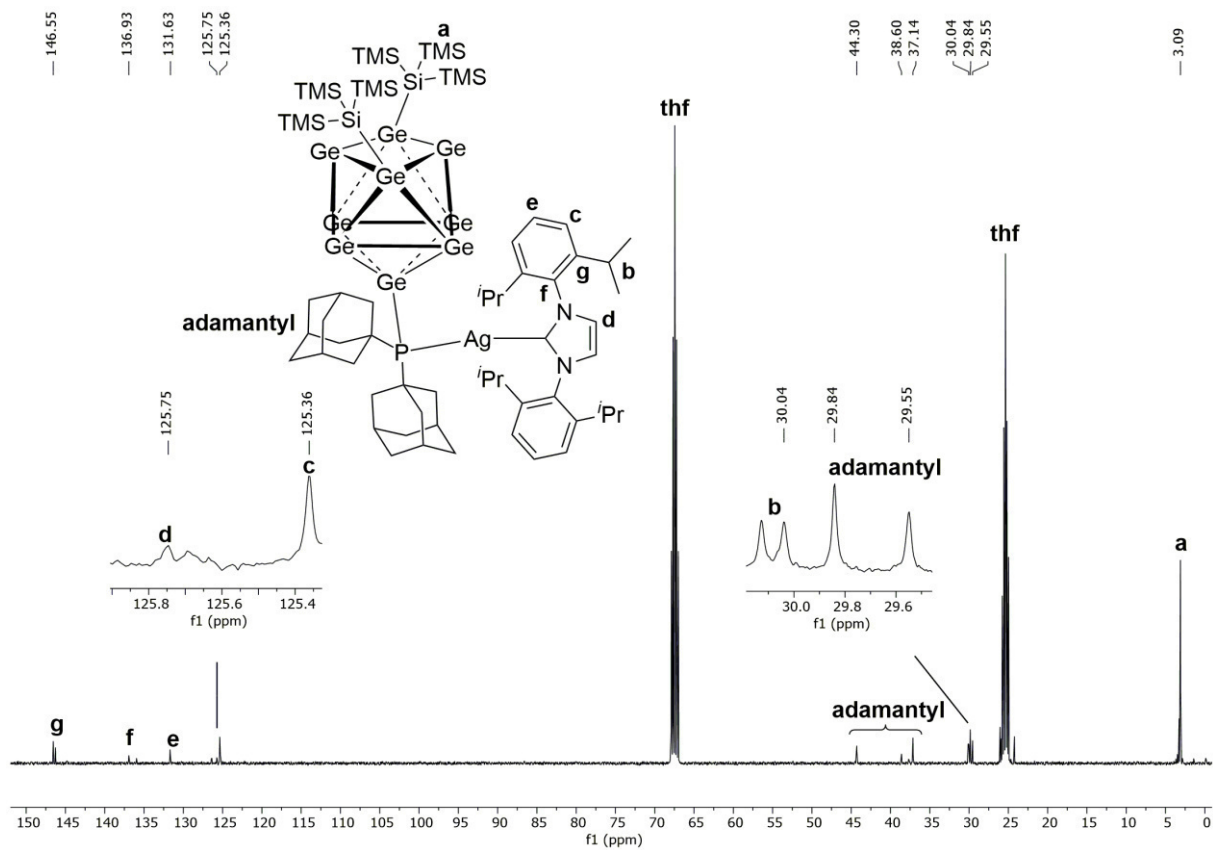 146.55
136.93
131.63
125.75
125.36
44.30
38.60
37.14
30.04
29.84
29.55
3.09
a
TMS TMS
Si TMS
TMS TMS
TMS Si
Ge
Ge Ge
Ge
Ge Ge
Ge Ge
Ge
adamantyl
P Ag
e c
g b
f
iPr
N
d
N
iPr
iPr
thf
thf
125.75
125.36
d
c
125.8 125.6 125.4
f1 (ppm)
30.04
29.84
29.55
adamantyl
b
30.0 29.8 29.6
f1 (ppm)
a
g f e
adamantyl
150 145 140 135 130 125 120 115 110 105 100 95 90 85 80 75 70 67 60 55 50 44 40 35 30 25 20 15 10 5 0
f1 (ppm)